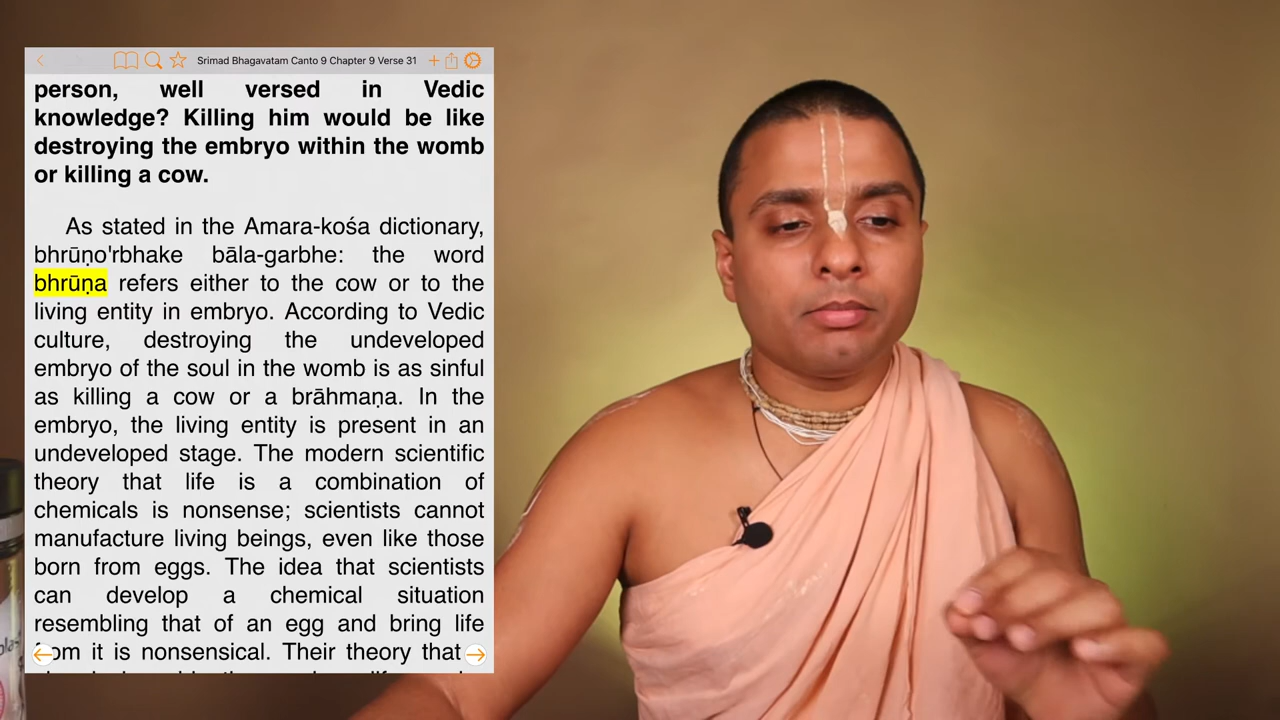 Srimad Bhagavatam Canto 9 Chapter 9 Verse 31
person, well versed in Vedic
knowledge? Killing him would be like
destroying the embryo within the womb
or killing a cow.
As stated in the Amara-kośa dictionary,
bhrūṇo'rbhake bāla-garbhe: the word
bhrūṇa refers either to the cow or to the
living entity in embryo. According to Vedic
culture, destroying the undeveloped
embryo of the soul in the womb is as sinful
as killing a cow or a brāhmaṇa. In the
embryo, the living entity is present in an
undeveloped stage. The modern scientific
theory that life is a combination of
chemicals is nonsense; scientists cannot
manufacture living beings, even like those
born from eggs. The idea that scientists
can develop a chemical situation
resembling that of an egg and bring life
from it is nonsensical. Their theory that